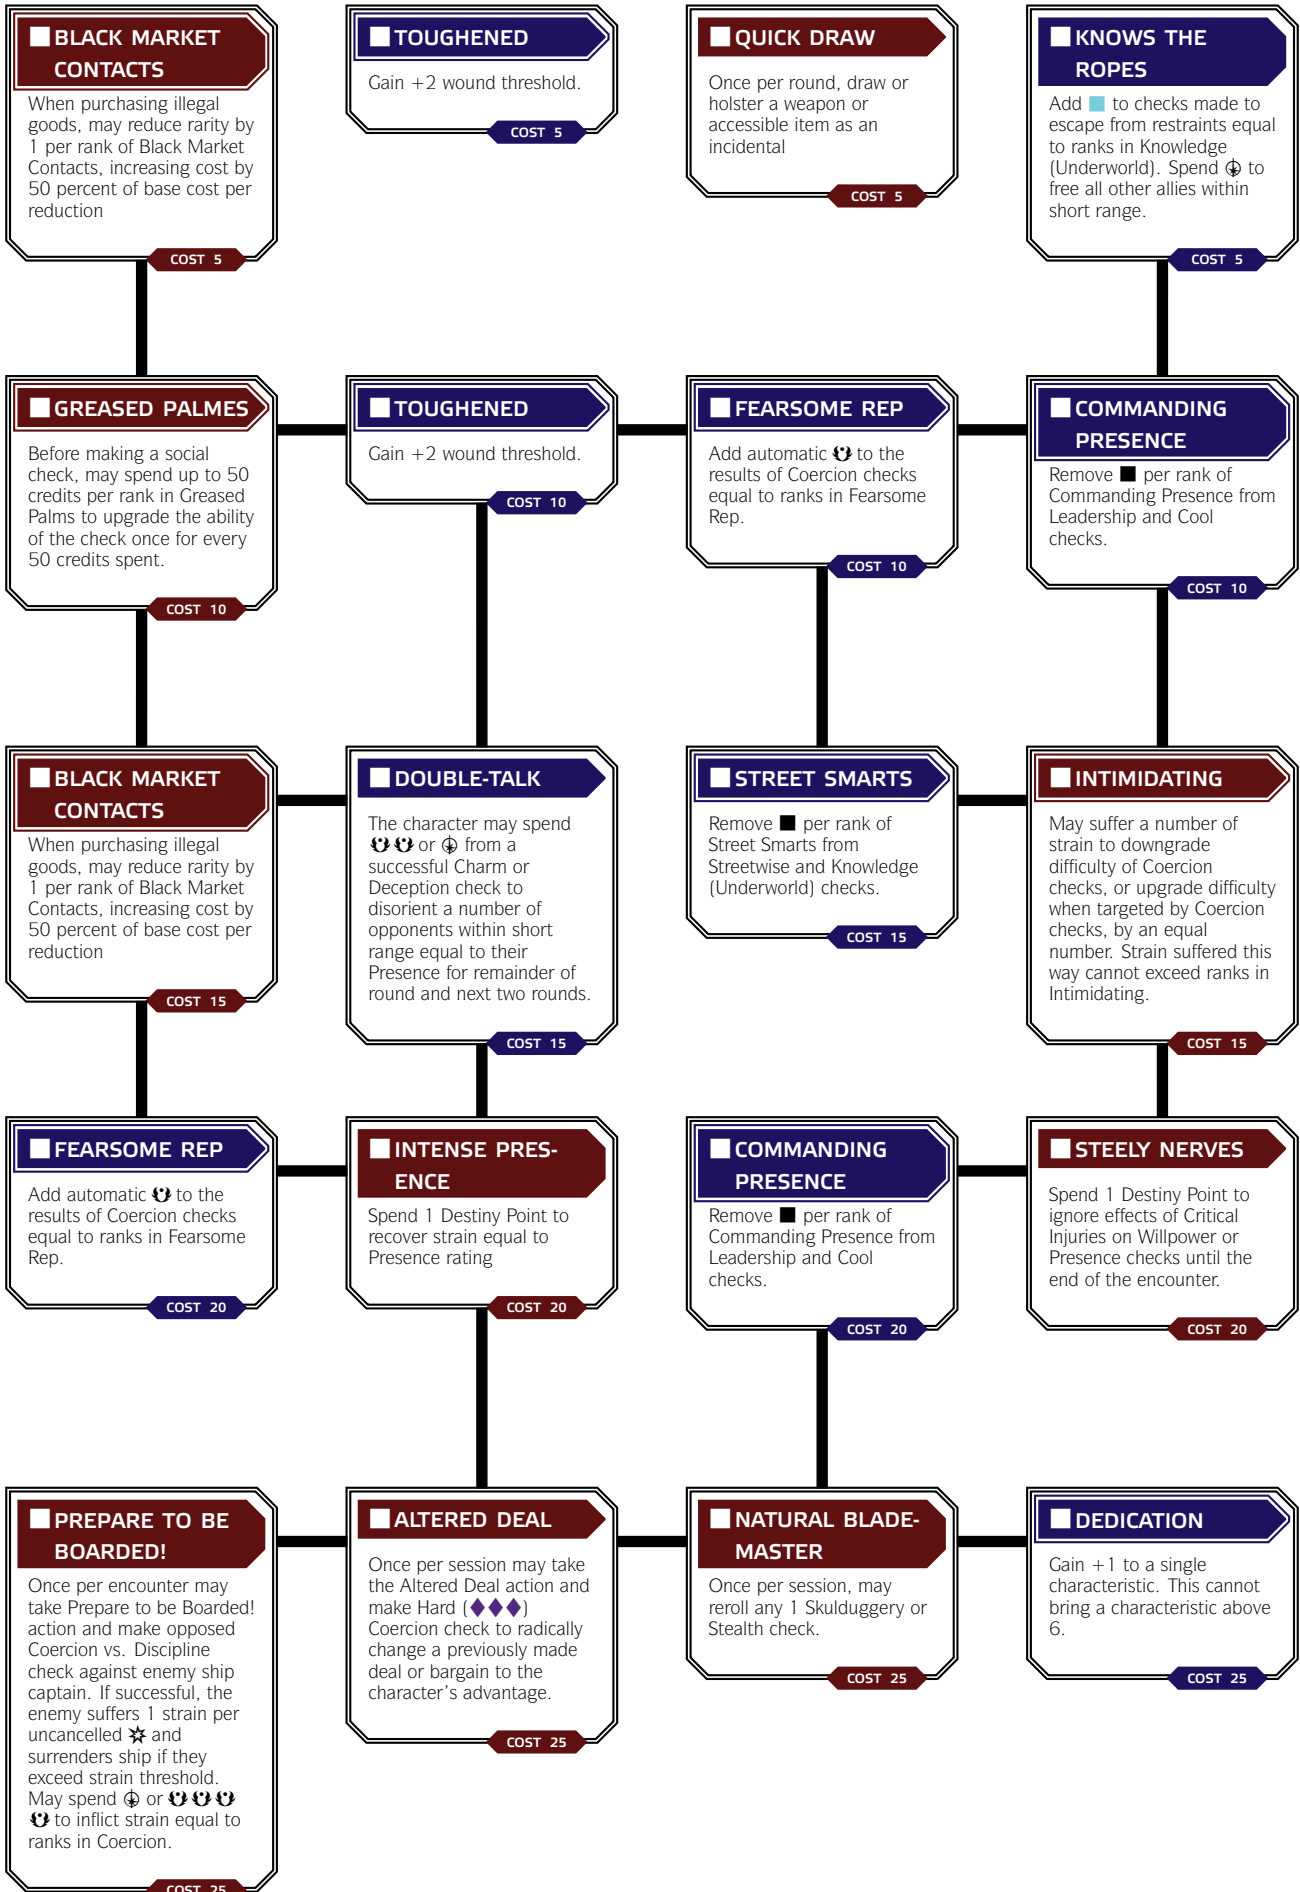 BLACK MARKET
CONTACTS
When purchasing illegal
goods, may reduce rarity by
1 per rank of Black Market
Contacts, increasing cost by
50 percent of base cost per
reduction
COST 5
TOUGHENED
Gain +2 wound threshold.
COST 5
QUICK DRAW
Once per round, draw or
holster a weapon or
accessible item as an
incidental
COST 5
KNOWS THE
ROPES
Add to checks made to
escape from restraints equal
to ranks in Knowledge
(Underworld). Spend to
free all other allies within
short range.
COST 5
GREASED PALMES
Before making a social
check, may spend up to 50
credits per rank in Greased
Palms to upgrade the ability
of the check once for every
50 credits spent.
COST 10
TOUGHENED
Gain +2 wound threshold.
COST 10
FEARSOME REP
Add automatic to the
results of Coercion checks
equal to ranks in Fearsome
Rep.
COST 10
COMMANDING
PRESENCE
Remove per rank of
Commanding Presence from
Leadership and Cool
checks.
COST 10
BLACK MARKET
CONTACTS
When purchasing illegal
goods, may reduce rarity by
1 per rank of Black Market
Contacts, increasing cost by
50 percent of base cost per
reduction
COST 15
DOUBLE-TALK
The character may spend
or from a
successful Charm or
Deception check to
disorient a number of
opponents within short
range equal to their
Presence for remainder of
round and next two rounds.
COST 15
STREET SMARTS
Remove per rank of
Street Smarts from
Streetwise and Knowledge
(Underworld) checks.
COST 15
INTIMIDATING
May suffer a number of
strain to downgrade
difficulty of Coercion
checks, or upgrade difficulty
when targeted by Coercion
checks, by an equal
number. Strain suffered this
way cannot exceed ranks in
Intimidating.
COST 15
FEARSOME REP
Add automatic to the
results of Coercion checks
equal to ranks in Fearsome
Rep.
COST 20
INTENSE PRES-
ENCE
Spend 1 Destiny Point to
recover strain equal to
Presence rating
COST 20
COMMANDING
PRESENCE
Remove per rank of
Commanding Presence from
Leadership and Cool
checks.
COST 20
STEELY NERVES
Spend 1 Destiny Point to
ignore effects of Critical
Injuries on Willpower or
Presence checks until the
end of the encounter.
COST 20
PREPARE TO BE
BOARDED!
Once per encounter may
take Prepare to be Boarded!
action and make opposed
Coercion vs. Discipline
check against enemy ship
captain. If successful, the
enemy suffers 1 strain per
uncancelled and
surrenders ship if they
exceed strain threshold.
May spend or
to inflict strain equal to
ranks in Coercion.
COST 25
ALTERED DEAL
Once per session may take
the Altered Deal action and
make Hard (♦♦♦)
Coercion check to radically
change a previously made
deal or bargain to the
character's advantage.
COST 25
NATURAL BLADE-
MASTER
Once per session, may
reroll any 1 Skulduggery or
Stealth check.
COST 25
DEDICATION
Gain +1 to a single
characteristic. This cannot
bring a characteristic above
6.
COST 25